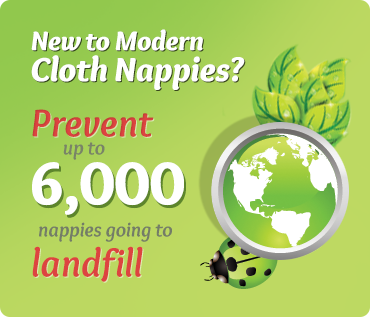 New to Modern
Cloth Nappies?
Prevent
up to
6,000
nappies going to
landfill